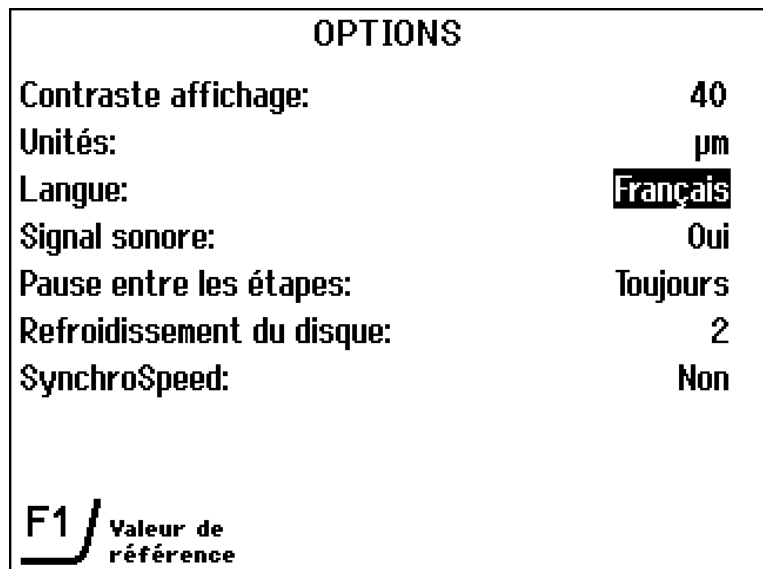 OPTIONS
Contraste affichage: 40
Unités: µm
Langue: Français
Signal sonore: Oui
Pause entre les étapes: Toujours
Refroidissement du disque: 2
SynchroSpeed: Non
F1 Valeur de
référence